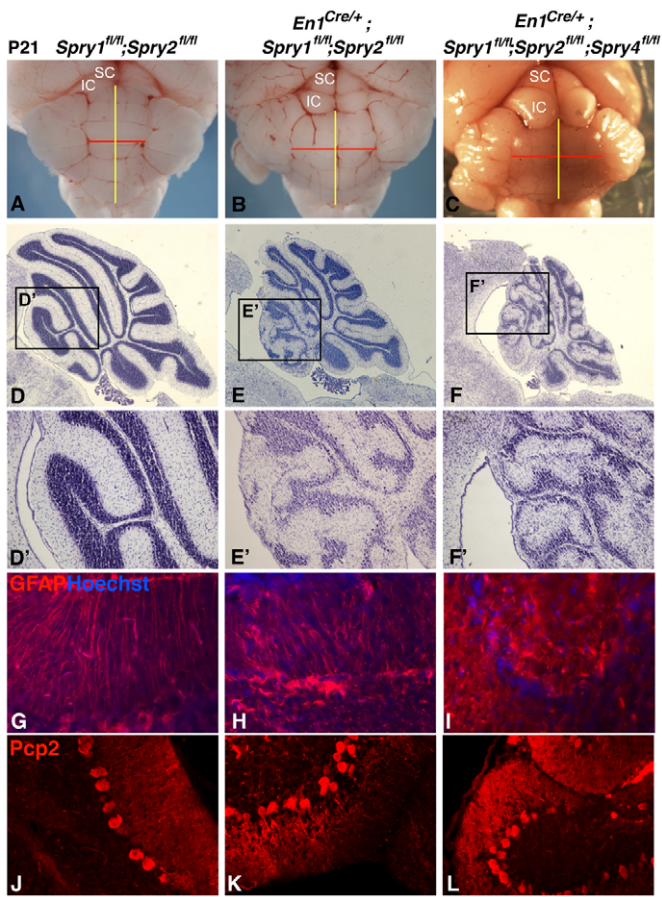 P21 Spry1fl/fl;Spry2fl/fl
En1Cre/+;
Spry1fl/fl;Spry2fl/fl
En1Cre/+;
Spry1fl/fl;Spry2fl/fl;Spry4fl/fl
SC
IC
A
SC
IC
B
SC
IC
C
D'
D
E'
E
F'
F
D'
E'
F'
GFAPHoechst
G
H
I
Pcp2
J
K
L